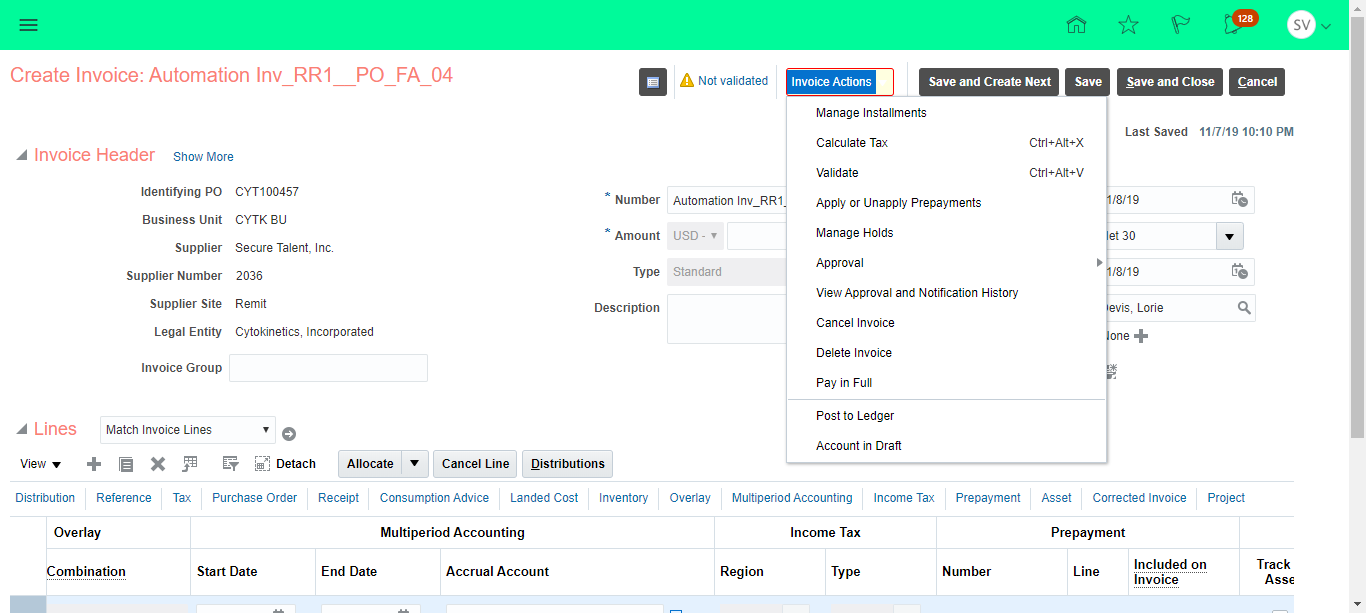 128
SV
Create Invoice: Automation Inv_RR1__PO_FA_04
Not validated
Invoice Actions
Save and Create Next
Save
Save and Close
Cancel
Manage Installments
Calculate Tax Ctrl+Alt+X
Validate Ctrl+Alt+V
Apply or Unapply Prepayments
Manage Holds
Approval
View Approval and Notification History
Cancel Invoice
Delete Invoice
Pay in Full
Post to Ledger
Account in Draft
Last Saved 11/7/19 10:10 PM
Invoice Header Show More
Identifying PO CYT100457
Business Unit CYTK BU
Supplier Secure Talent, Inc.
Supplier Number 2036
Supplier Site Remit
Legal Entity Cytokinetics, Incorporated
Invoice Group
* Number Automation Inv_RR1_
* Amount USD -
Type Standard
Description
1/8/19
et 30
1/8/19
evis, Lorie
one
Lines Match Invoice Lines
View Detach Allocate Cancel Line Distributions
Distribution Reference Tax Purchase Order Receipt Consumption Advice Landed Cost Inventory Overlay Multiperiod Accounting Income Tax Prepayment Asset Corrected Invoice Project
Overlay Multiperiod Accounting Income Tax Prepayment
Combination Start Date End Date Accrual Account Region Type Number Line Included on Invoice Track
Asse